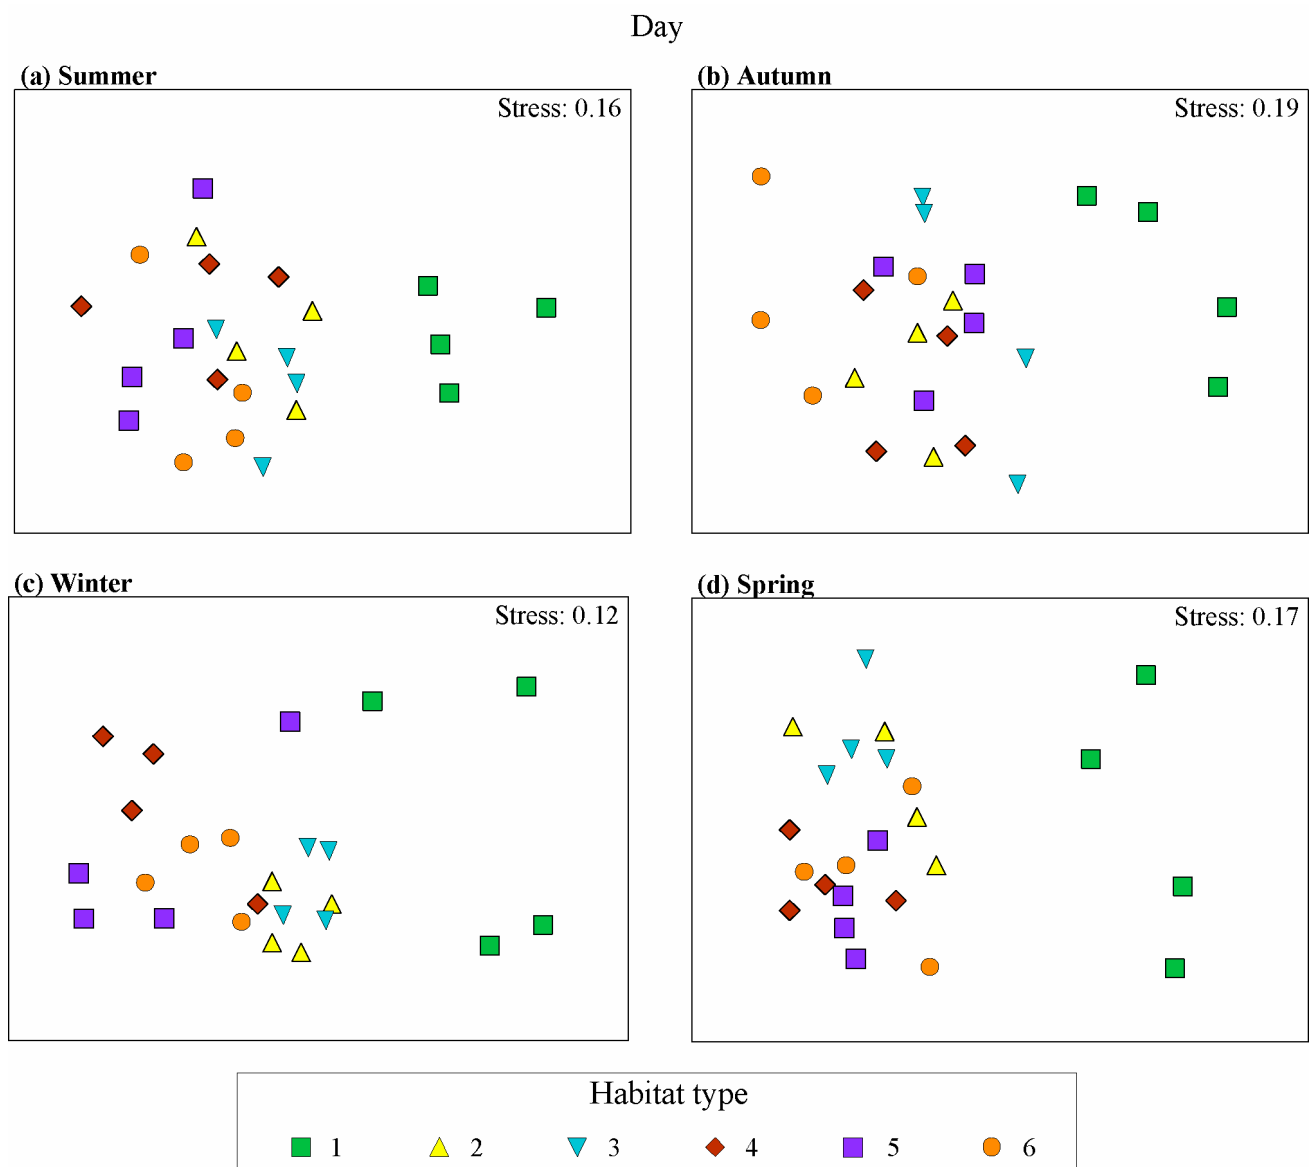 Day
(a) Summer
Stress: 0.16
(b) Autumn
Stress: 0.19
(c) Winter
Stress: 0.12
(d) Spring
Stress: 0.17
Habitat type
1 2 3 4 5 6